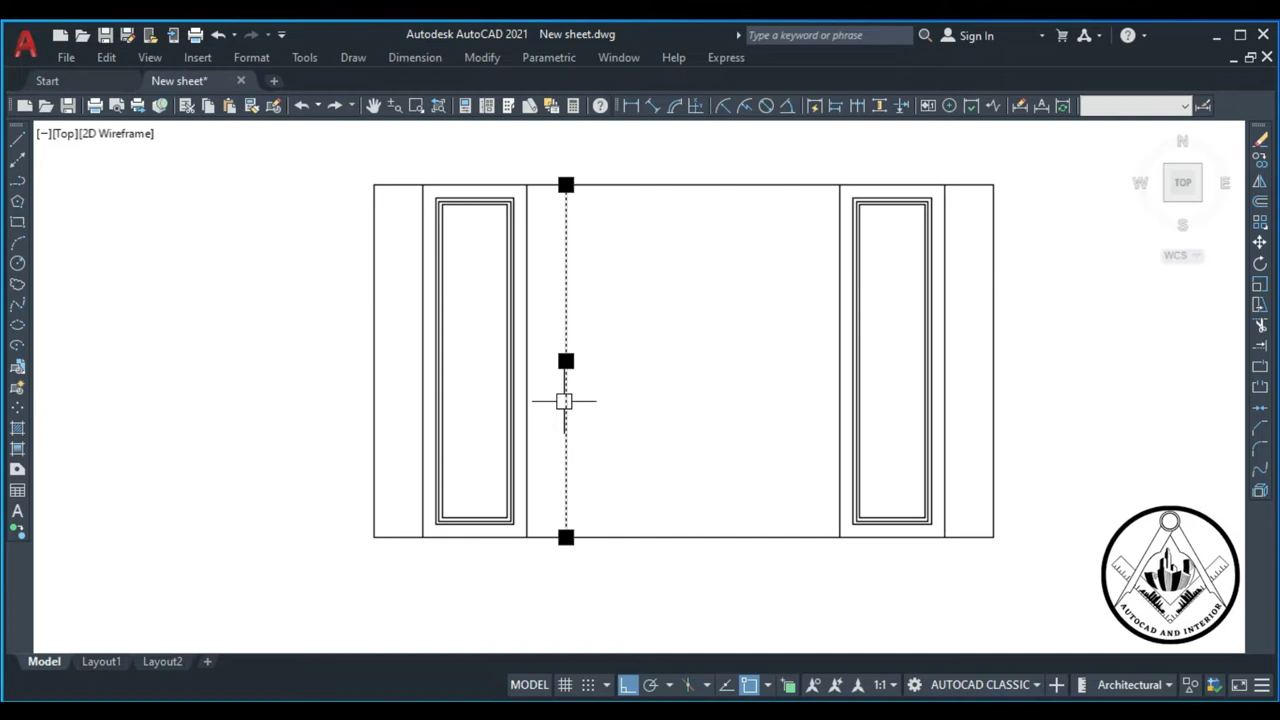 Autodesk AutoCAD 2021 New sheet.dwg
Type a keyword or phrase
Sign In
File Edit View Insert Format Tools Draw Dimension Modify Parametric Window Help Express
Start
New sheet*
[−][Top][2D Wireframe]
N
W TOP E
S
WCS
A
AUTOCAD AND INTERIOR
Model Layout1 Layout2
MODEL 1:1 AUTOCAD CLASSIC Architectural